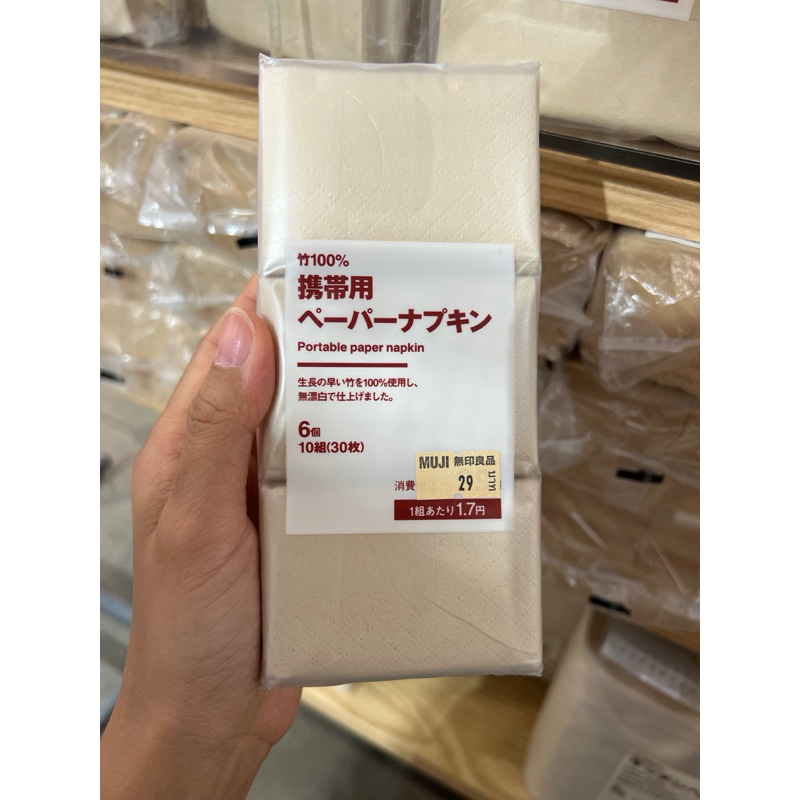 竹100%
携帯用
ペーパーナプキン
Portable paper napkin
生長の早い竹を100%使用し、
無漂白で仕上げました。
6個
10組(30枚)
MUJI 無印良品
消費
29 บาท
1組あたり1.7円